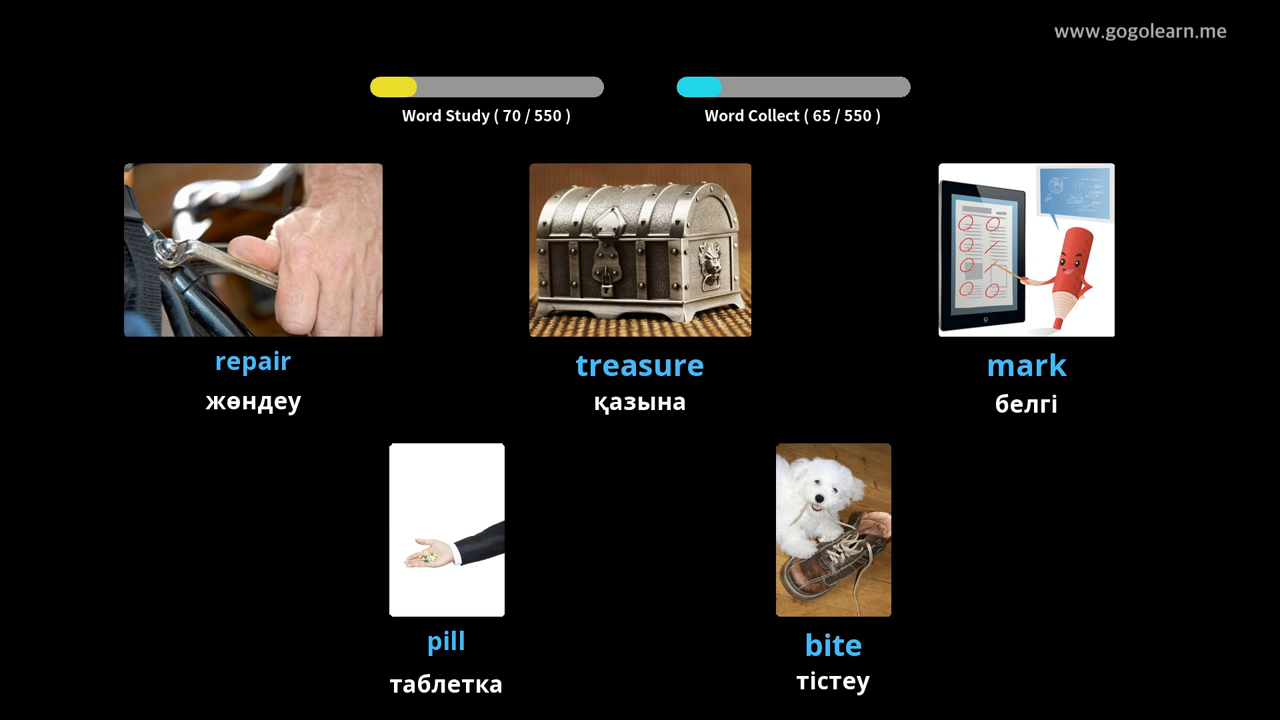 www.gogolearn.me
Word Study ( 70 / 550 )
Word Collect ( 65 / 550 )
repair
treasure
mark
жөндеу
қазына
белгі
pill
bite
таблетка
тістеу